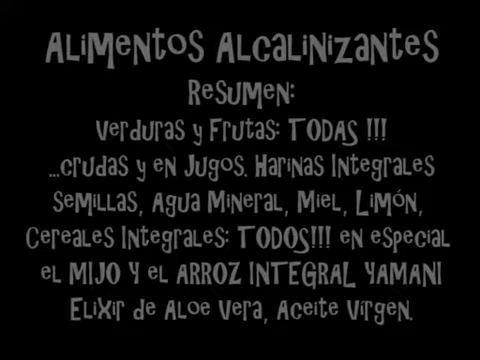 Alimentos Alcalinizantes
Resumen:
Verduras y Frutas: TODAS !!!
...crudas y en Jugos. Harinas Integrales
Semillas, Agua Mineral, Miel, Limón,
Cereales Integrales: TODOS!!! en especial
el MIJO Y el ARROZ INTEGRAL YAMANI
Elixir de Aloe Vera, Aceite Virgen.